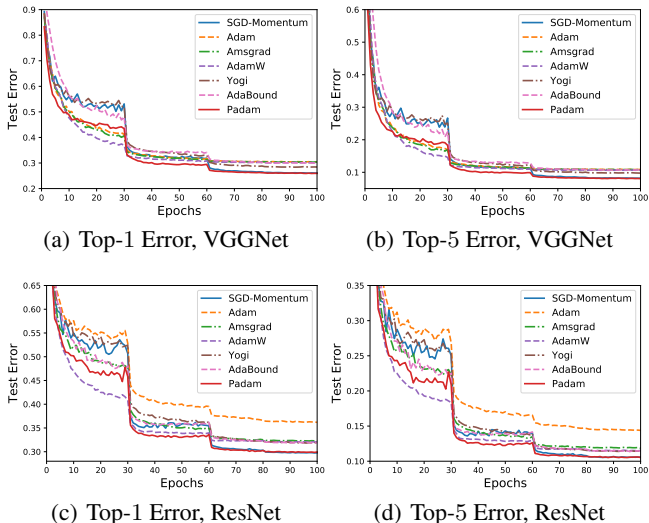 0.9
0.8
0.7
0.6
0.5
0.4
0.3
0.2
Test Error
0 10 20 30 40 50 60 70 80 90 100
Epochs
SGD-Momentum
Adam
Amsgrad
AdamW
Yogi
AdaBound
Padam
(a) Top-1 Error, VGGNet
0.6
0.5
0.4
0.3
0.2
0.1
Test Error
0 10 20 30 40 50 60 70 80 90 100
Epochs
SGD-Momentum
Adam
Amsgrad
AdamW
Yogi
AdaBound
Padam
(b) Top-5 Error, VGGNet
0.65
0.60
0.55
0.50
0.45
0.40
0.35
0.30
Test Error
0 10 20 30 40 50 60 70 80 90 100
Epochs
SGD-Momentum
Adam
Amsgrad
AdamW
Yogi
AdaBound
Padam
(c) Top-1 Error, ResNet
0.35
0.30
0.25
0.20
0.15
0.10
Test Error
0 10 20 30 40 50 60 70 80 90 100
Epochs
SGD-Momentum
Adam
Amsgrad
AdamW
Yogi
AdaBound
Padam
(d) Top-5 Error, ResNet